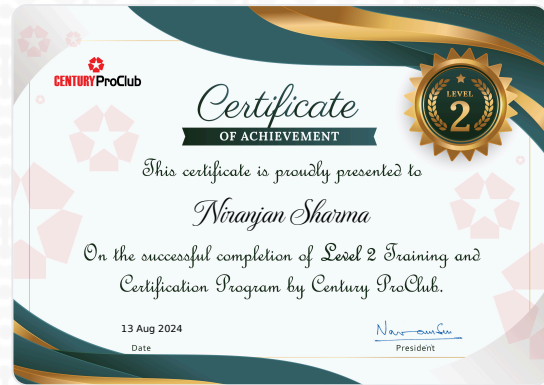 CENTURY ProClub
LEVEL
2
Certificate
OF ACHIEVEMENT
This certificate is proudly presented to
Niranjan Sharma
On the successful completion of Level 2 Training and
Certification Program by Century ProClub.
13 Aug 2024
Date
President